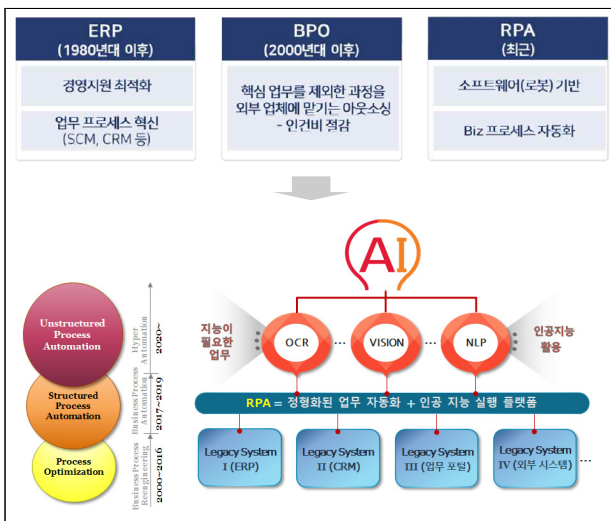 ERP
(1980년대 이후)
경영지원 최적화
업무 프로세스 혁신
(SCM, CRM 등)
BPO
(2000년대 이후)
핵심 업무를 제외한 과정을
외부 업체에 맡기는 아웃소싱
- 인건비 절감
RPA
(최근)
소프트웨어(로봇) 기반
Biz 프로세스 자동화
AI
Unstructured
Process
Automation
Structured
Process
Automation
Process
Optimization
Hyper
Automation
2020~
Business Process
Automation
2017~2019
Business Process
Reengineering
2000~2016
지능이
필요한
업무
OCR
...
VISION
...
NLP
인공지능
활용
RPA = 정형화된 업무 자동화 + 인공 지능 실행 플랫폼
Legacy System
I (ERP)
Legacy System
II (CRM)
Legacy System
III (업무 포털)
Legacy System
IV (외부 시스템)
...